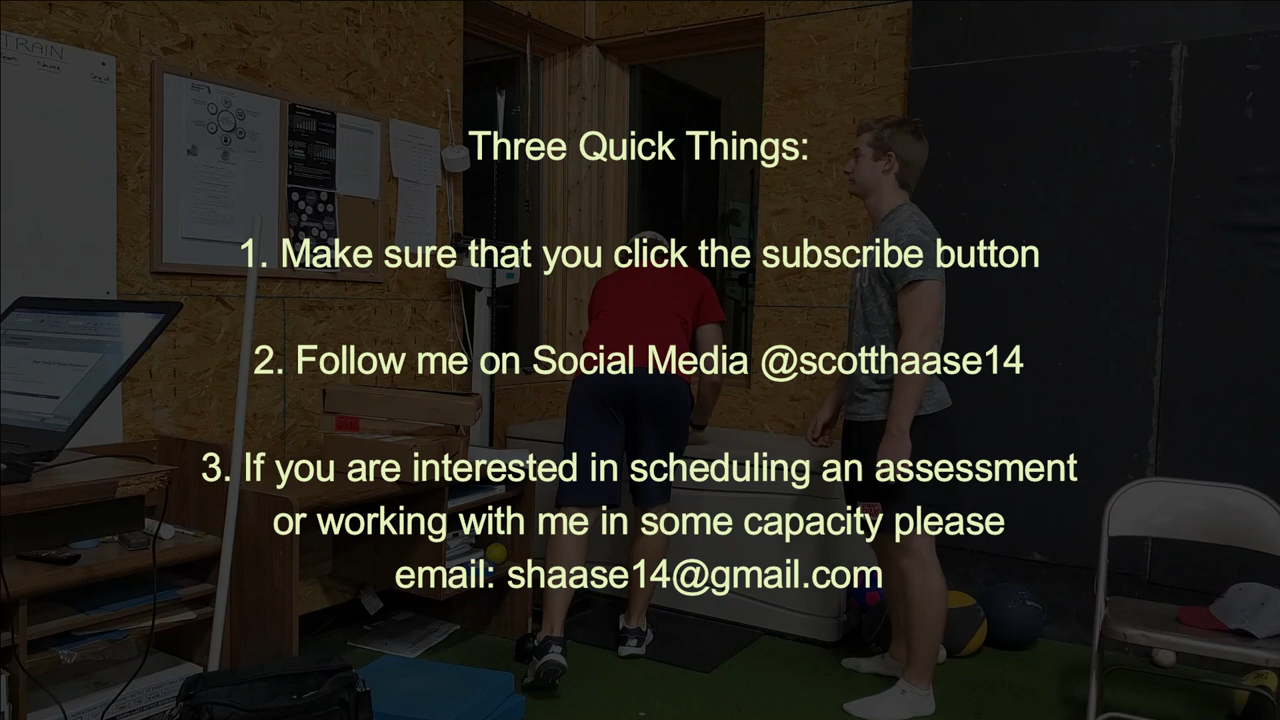 TRAIN
Three Quick Things:
1. Make sure that you click the subscribe button
2. Follow me on Social Media @scotthaase14
3. If you are interested in scheduling an assessment
or working with me in some capacity please
email: shaase14@gmail.com